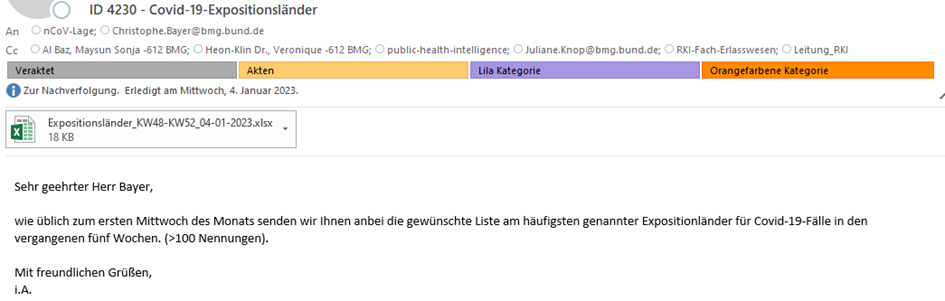 ID 4230 - Covid-19-Expositionsländer
An nCoV-Lage; Christophe.Bayer@bmg.bund.de
Cc Al Baz, Maysun Sonja -612 BMG; Heon-Klin Dr., Veronique -612 BMG; public-health-intelligence; Juliane.Knop@bmg.bund.de; RKI-Fach-Erlasswesen; Leitung_RKI
Veraktet Akten Lila Kategorie Orangefarbene Kategorie
Zur Nachverfolgung. Erledigt am Mittwoch, 4. Januar 2023.
Expositionsländer_KW48-KW52_04-01-2023.xlsx
18 KB
Sehr geehrter Herr Bayer,
wie üblich zum ersten Mittwoch des Monats senden wir Ihnen anbei die gewünschte Liste am häufigsten genannter Expositionländer für Covid-19-Fälle in den
vergangenen fünf Wochen. (>100 Nennungen).
Mit freundlichen Grüßen,
i.A.